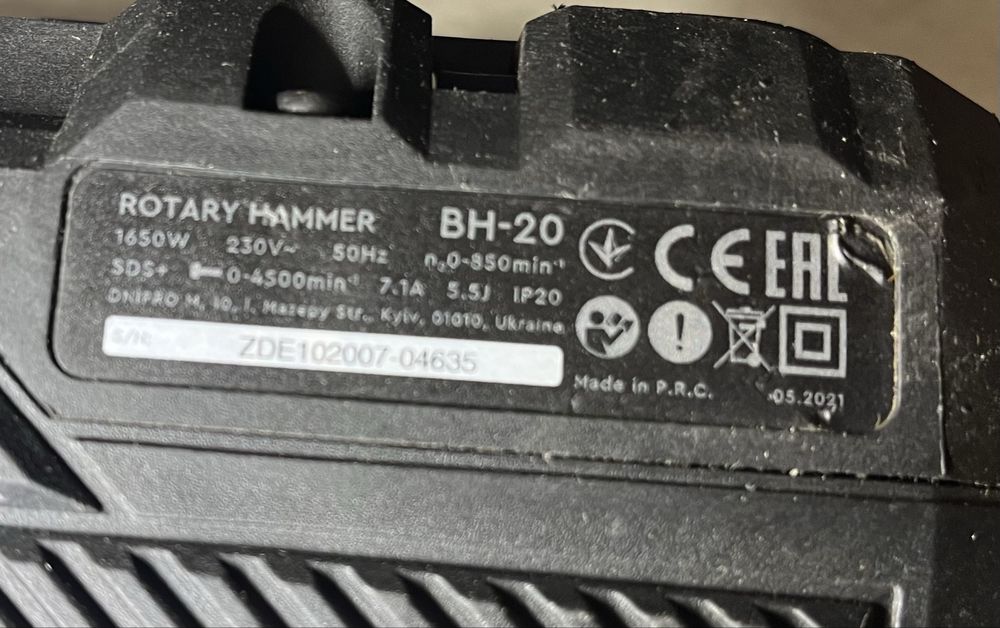 ROTARY HAMMER BH-20
1650W 230V~ 50Hz n₀0-850min⁻¹
SDS+ 0-4500min⁻¹ 7.1A 5.5J IP20
DNIPRO M, 10, I. Mazepy Str., Kyiv, 01010, Ukraine
S/N:
ZDE102007-04635
CE EAC
Made in P.R.C. 05.2021